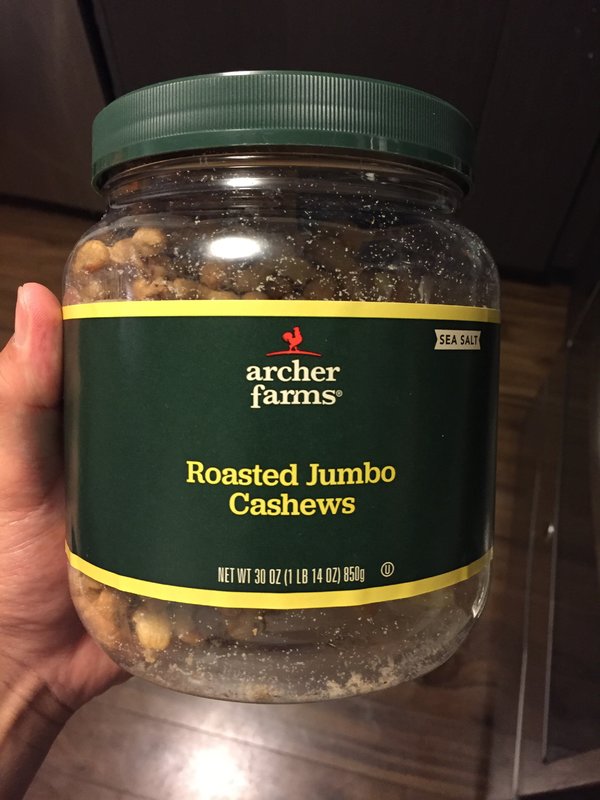 SEA SALT
archer
farms®
Roasted Jumbo
Cashews
NET WT 30 OZ (1 LB 14 OZ) 850g Ⓤ